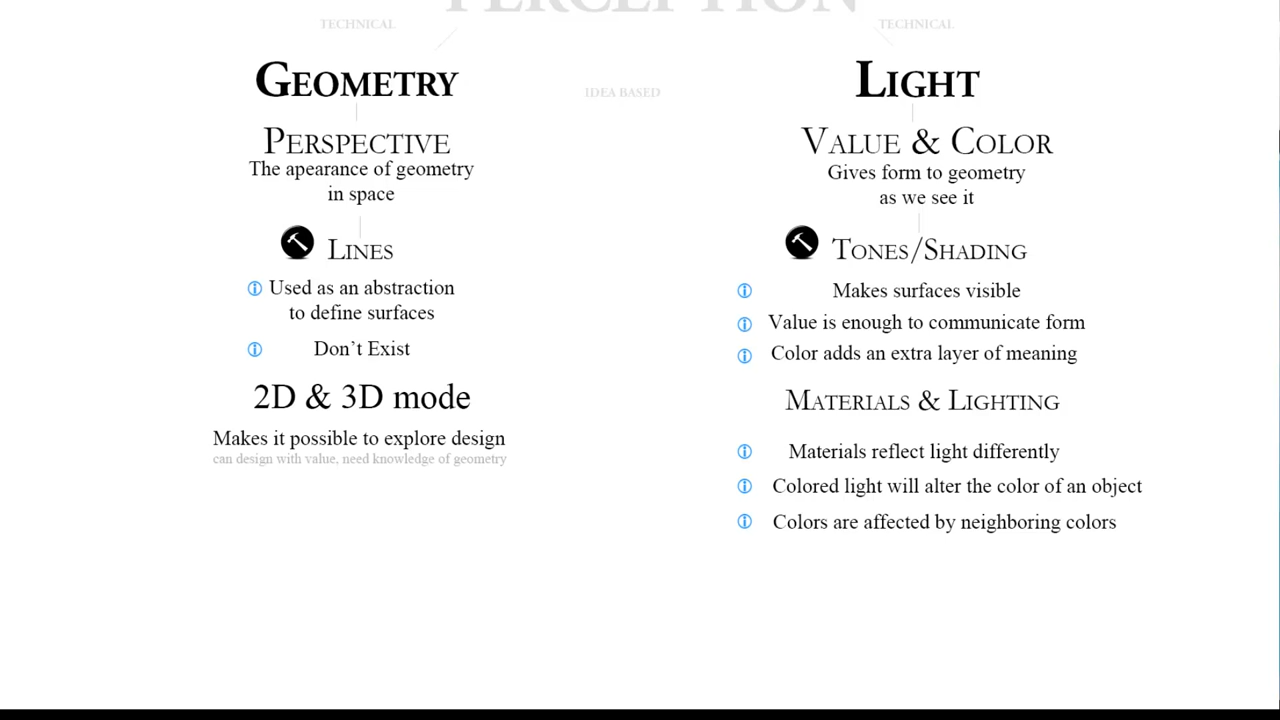 PERCEPTION
TECHNICAL
TECHNICAL
IDEA BASED
GEOMETRY
PERSPECTIVE
The apearance of geometry
in space
LINES
Used as an abstraction
to define surfaces
Don’t Exist
2D & 3D mode
Makes it possible to explore design
can design with value, need knowledge of geometry
LIGHT
VALUE & COLOR
Gives form to geometry
as we see it
TONES/SHADING
Makes surfaces visible
Value is enough to communicate form
Color adds an extra layer of meaning
MATERIALS & LIGHTING
Materials reflect light differently
Colored light will alter the color of an object
Colors are affected by neighboring colors